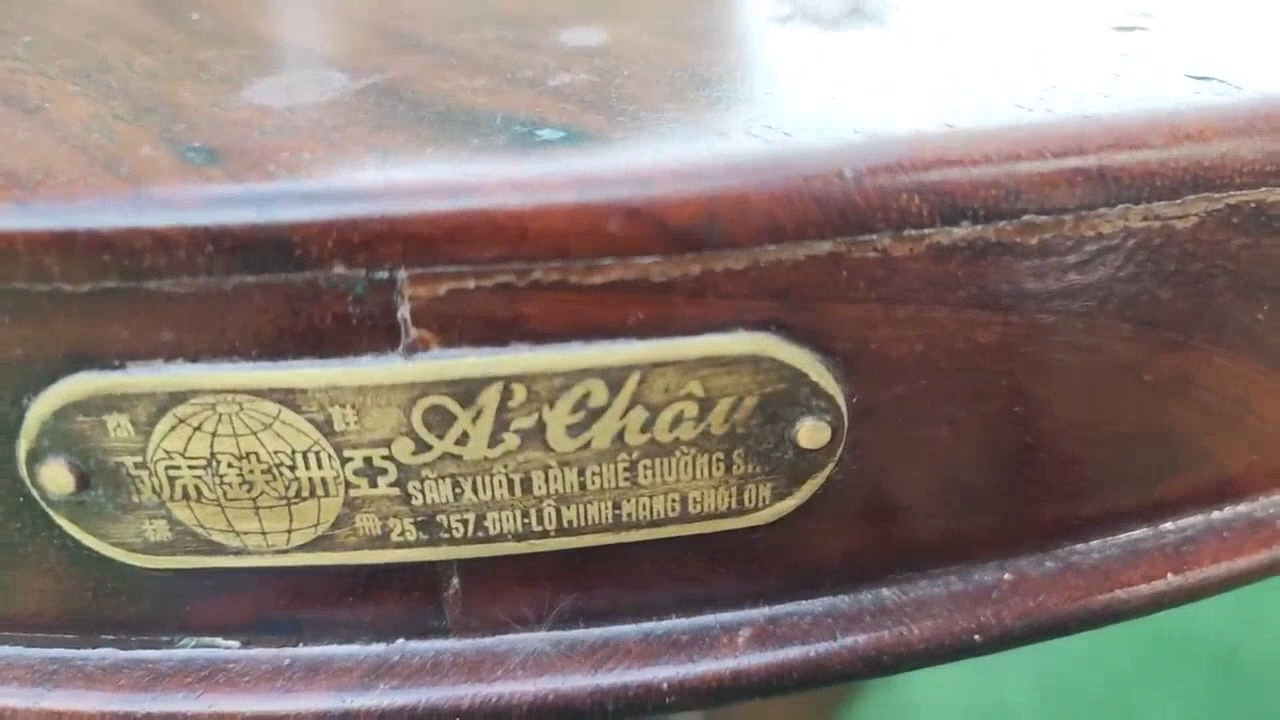 Á-Châu
SẢN-XUẤT BÀN-GHẾ GIƯỜNG
257. ĐẠI-LỘ MINH-MẠNG CHỢ LỚN
亞洲鉄床
商標
註冊